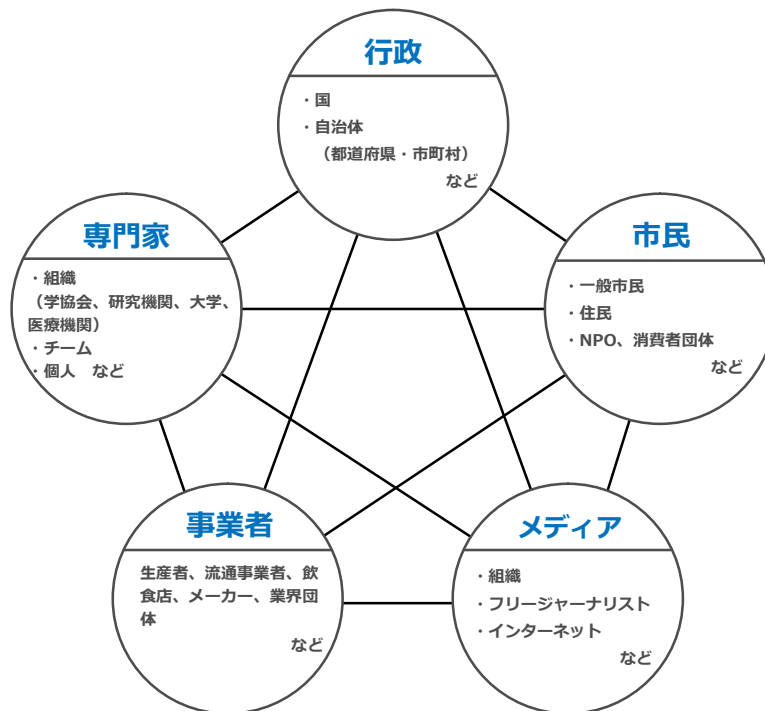 行政
・国
・自治体
（都道府県・市町村）
など
専門家
・組織
（学協会、研究機関、大学、
医療機関）
・チーム
・個人　など
市民
・一般市民
・住民
・NPO、消費者団体
など
事業者
生産者、流通事業者、飲
食店、メーカー、業界団
体
など
メディア
・組織
・フリージャーナリスト
・インターネット
など